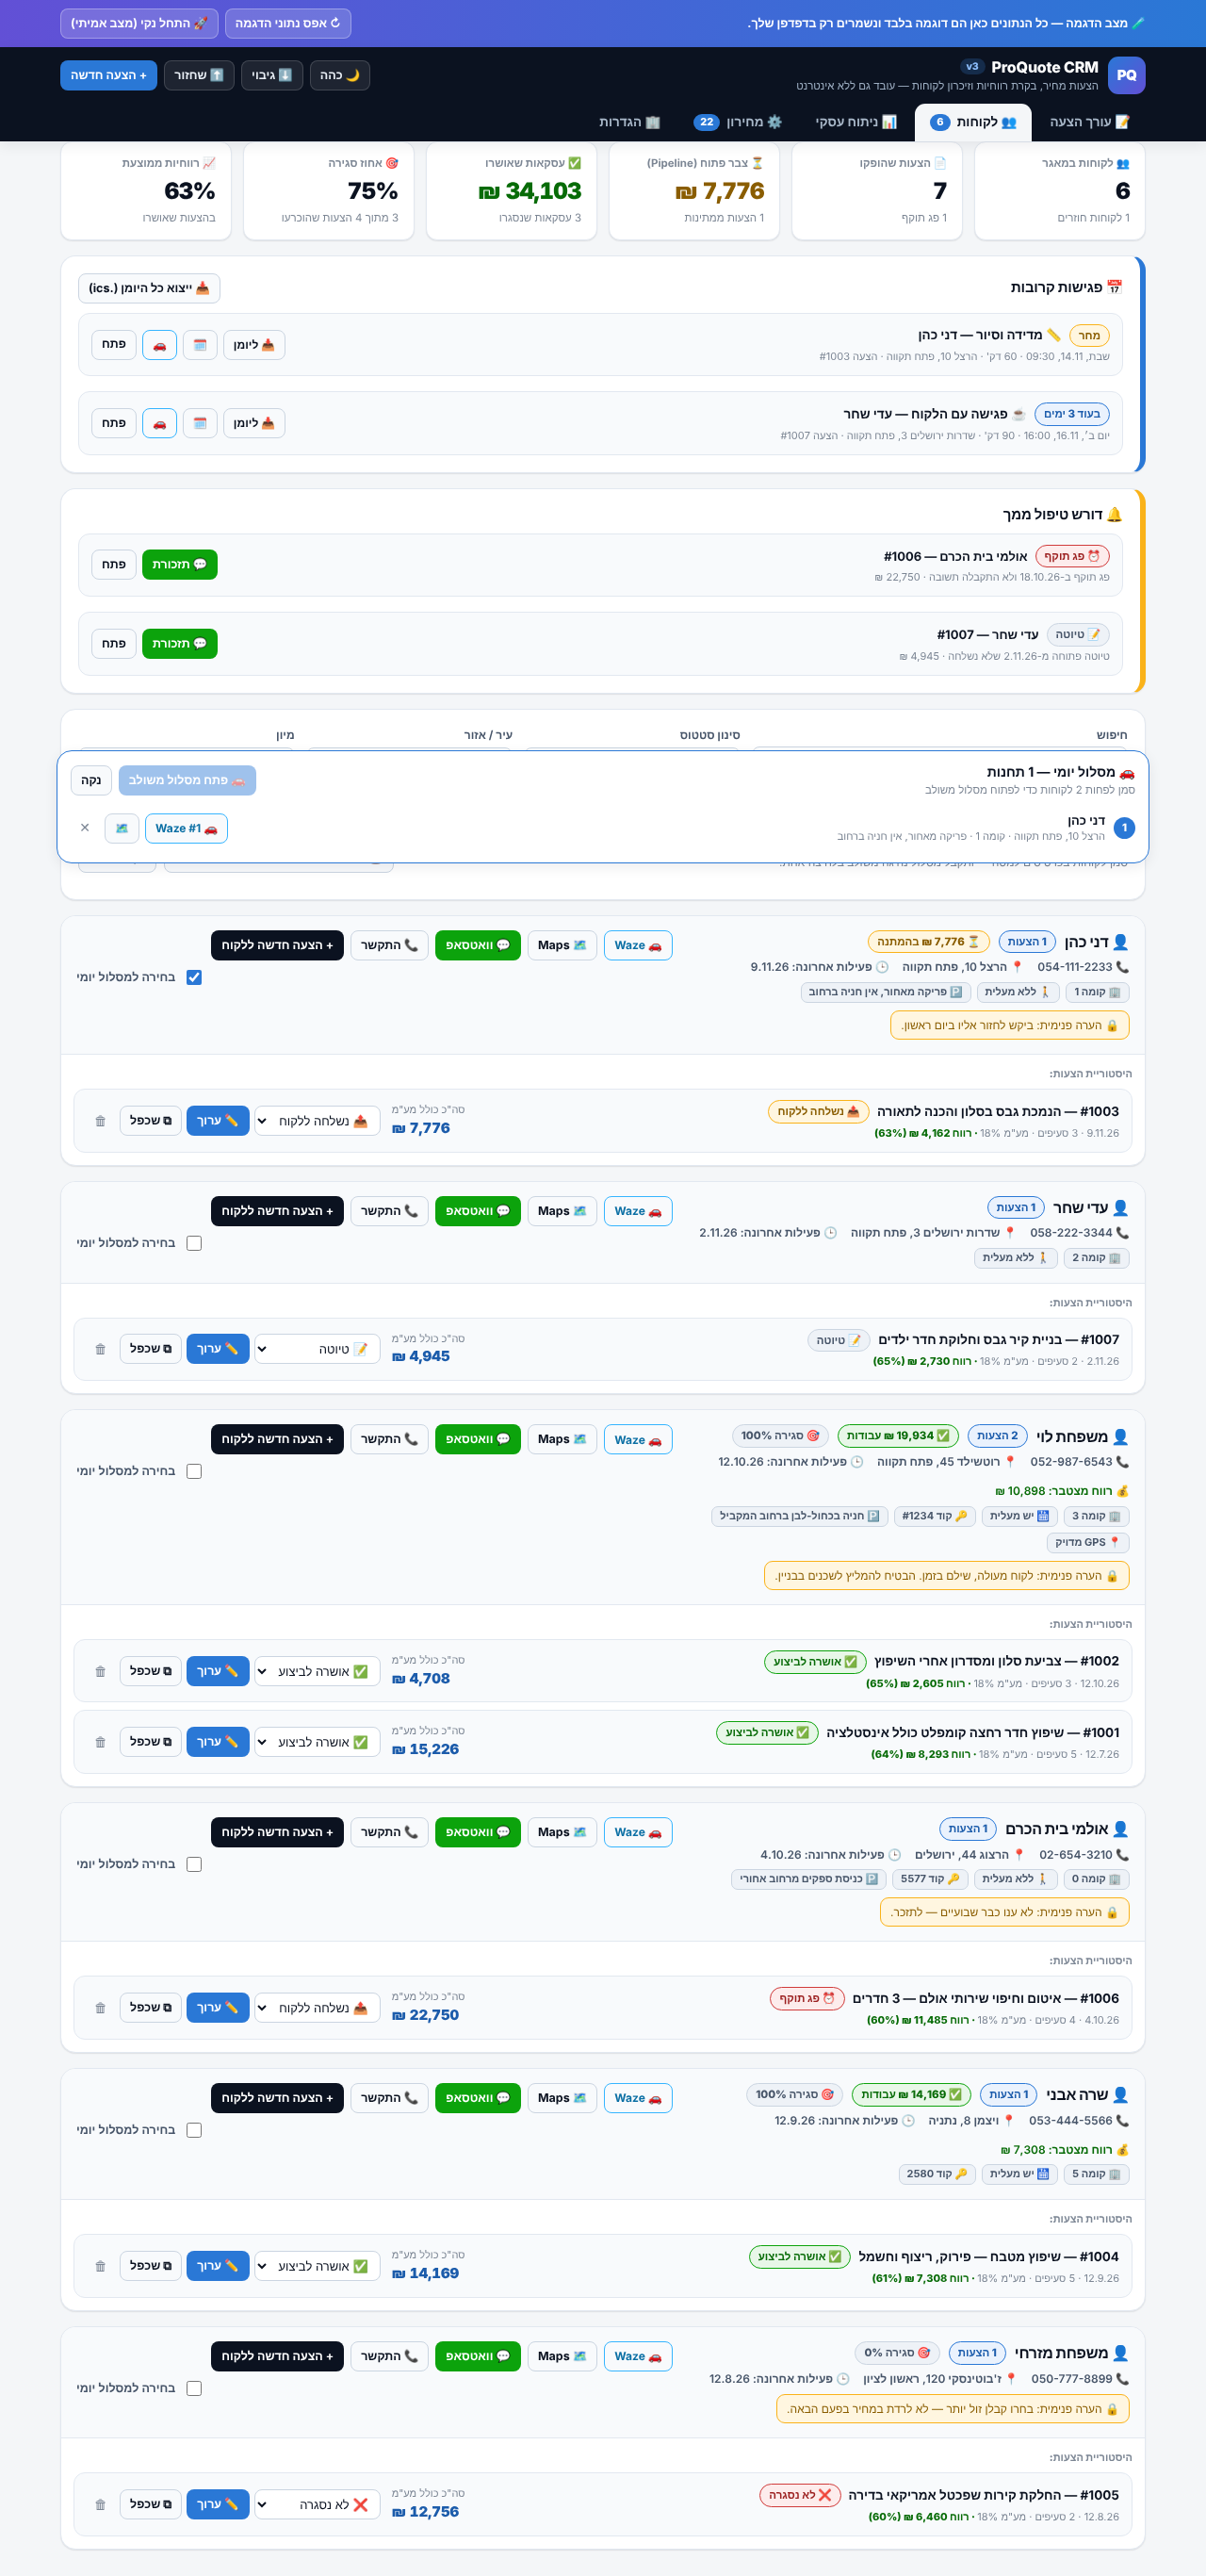 🧪 מצב הדגמה — כל הנתונים כאן הם דוגמה בלבד ונשמרים רק בדפדפן שלך.
↻ אפס נתוני הדגמה
🚀 התחל נקי (מצב אמיתי)
PQ
ProQuote CRM v3
הצעות מחיר, בקרת רווחיות וזיכרון לקוחות — עובד גם ללא אינטרנט
🌙 כהה
⬇️ גיבוי
⬆️ שחזור
+ הצעה חדשה
📝 עורך הצעה
👥 לקוחות 6
📊 ניתוח עסקי
⚙️ מחירון 22
🏢 הגדרות
👥 לקוחות במאגר
6
1 לקוחות חוזרים
📄 הצעות שהופקו
7
1 פג תוקף
⏳ צבר פתוח (Pipeline)
7,776 ₪
1 הצעות ממתינות
✅ עסקאות שאושרו
34,103 ₪
3 עסקאות שנסגרו
🎯 אחוז סגירה
75%
3 מתוך 4 הצעות שהוכרעו
📈 רווחיות ממוצעת
63%
בהצעות שאושרו
📅 פגישות קרובות
📥 ייצוא כל היומן (.ics)
מחר 📏 מדידה וסיור — דני כהן
שבת, 14.11, 09:30 · 60 דק' · הרצל 10, פתח תקווה · הצעה #1003
📥 ליומן 🗓️ 🚗 פתח
בעוד 3 ימים ☕ פגישה עם הלקוח — עדי שחר
יום ב׳, 16.11, 16:00 · 90 דק' · שדרות ירושלים 3, פתח תקווה · הצעה #1007
📥 ליומן 🗓️ 🚗 פתח
🔔 דורש טיפול ממך
⏰ פג תוקף אולמי בית הכרם — #1006
פג תוקף ב-18.10.26 ולא התקבלה תשובה · 22,750 ₪
💬 תזכורת פתח
📝 טיוטה עדי שחר — #1007
טיוטה פתוחה מ-2.11.26 שלא נשלחה · 4,945 ₪
💬 תזכורת פתח
חיפוש
סינון סטטוס
עיר / אזור
מיון
🚗 מסלול יומי — 1 תחנות
סמן לפחות 2 לקוחות כדי לפתוח מסלול משולב
🚗 פתח מסלול משולב
נקה
1 דני כהן
הרצל 10, פתח תקווה · קומה 1 · פריקה מאחור, אין חניה ברחוב
🚗 Waze #1 🗺️ ✕
👤 דני כהן 1 הצעות ⏳ 7,776 ₪ בהמתנה
🚗 Waze 🗺️ Maps 💬 וואטסאפ 📞 התקשר + הצעה חדשה ללקוח
📞 054-111-2233 📍 הרצל 10, פתח תקווה 🕒 פעילות אחרונה: 9.11.26
בחירה למסלול יומי
🏢 קומה 1 🚶 ללא מעלית 🅿️ פריקה מאחור, אין חניה ברחוב
🔒 הערה פנימית: ביקש לחזור אליו ביום ראשון.
היסטוריית הצעות:
#1003 — הנמכת גבס בסלון והכנה לתאורה 📤 נשלחה ללקוח
9.11.26 · 3 סעיפים · מע"מ 18% · רווח 4,162 ₪ (63%)
סה"כ כולל מע"מ
7,776 ₪
📤 נשלחה ללקוח ✏️ ערוך ⧉ שכפל 🗑
👤 עדי שחר 1 הצעות
🚗 Waze 🗺️ Maps 💬 וואטסאפ 📞 התקשר + הצעה חדשה ללקוח
📞 058-222-3344 📍 שדרות ירושלים 3, פתח תקווה 🕒 פעילות אחרונה: 2.11.26
בחירה למסלול יומי
🏢 קומה 2 🚶 ללא מעלית
היסטוריית הצעות:
#1007 — בניית קיר גבס וחלוקת חדר ילדים 📝 טיוטה
2.11.26 · 2 סעיפים · מע"מ 18% · רווח 2,730 ₪ (65%)
סה"כ כולל מע"מ
4,945 ₪
📝 טיוטה ✏️ ערוך ⧉ שכפל 🗑
👤 משפחת לוי 2 הצעות ✅ 19,934 ₪ עבודות 🎯 סגירה 100%
🚗 Waze 🗺️ Maps 💬 וואטסאפ 📞 התקשר + הצעה חדשה ללקוח
📞 052-987-6543 📍 רוטשילד 45, פתח תקווה 🕒 פעילות אחרונה: 12.10.26
בחירה למסלול יומי
💰 רווח מצטבר: 10,898 ₪
🏢 קומה 3 🛗 יש מעלית 🔑 קוד 1234# 🅿️ חניה בכחול-לבן ברחוב המקביל
📍 GPS מדויק
🔒 הערה פנימית: לקוח מעולה, שילם בזמן. הבטיח להמליץ לשכנים בבניין.
היסטוריית הצעות:
#1002 — צביעת סלון ומסדרון אחרי השיפוץ ✅ אושרה לביצוע
12.10.26 · 3 סעיפים · מע"מ 18% · רווח 2,605 ₪ (65%)
סה"כ כולל מע"מ
4,708 ₪
✅ אושרה לביצוע ✏️ ערוך ⧉ שכפל 🗑
#1001 — שיפוץ חדר רחצה קומפלט כולל אינסטלציה ✅ אושרה לביצוע
12.7.26 · 5 סעיפים · מע"מ 18% · רווח 8,293 ₪ (64%)
סה"כ כולל מע"מ
15,226 ₪
✅ אושרה לביצוע ✏️ ערוך ⧉ שכפל 🗑
👤 אולמי בית הכרם 1 הצעות
🚗 Waze 🗺️ Maps 💬 וואטסאפ 📞 התקשר + הצעה חדשה ללקוח
📞 02-654-3210 📍 הרצוג 44, ירושלים 🕒 פעילות אחרונה: 4.10.26
בחירה למסלול יומי
🏢 קומה 0 🚶 ללא מעלית 🔑 קוד 5577 🅿️ כניסת ספקים מרחוב אחורי
🔒 הערה פנימית: לא ענו כבר שבועיים — לתזכר.
היסטוריית הצעות:
#1006 — איטום וחיפוי שירותי אולם — 3 חדרים ⏰ פג תוקף
4.10.26 · 4 סעיפים · מע"מ 18% · רווח 11,485 ₪ (60%)
סה"כ כולל מע"מ
22,750 ₪
📤 נשלחה ללקוח ✏️ ערוך ⧉ שכפל 🗑
👤 שרה אבני 1 הצעות ✅ 14,169 ₪ עבודות 🎯 סגירה 100%
🚗 Waze 🗺️ Maps 💬 וואטסאפ 📞 התקשר + הצעה חדשה ללקוח
📞 053-444-5566 📍 ויצמן 8, נתניה 🕒 פעילות אחרונה: 12.9.26
בחירה למסלול יומי
💰 רווח מצטבר: 7,308 ₪
🏢 קומה 5 🛗 יש מעלית 🔑 קוד 2580
היסטוריית הצעות:
#1004 — שיפוץ מטבח — פירוק, ריצוף וחשמל ✅ אושרה לביצוע
12.9.26 · 5 סעיפים · מע"מ 18% · רווח 7,308 ₪ (61%)
סה"כ כולל מע"מ
14,169 ₪
✅ אושרה לביצוע ✏️ ערוך ⧉ שכפל 🗑
👤 משפחת מזרחי 1 הצעות 🎯 סגירה 0%
🚗 Waze 🗺️ Maps 💬 וואטסאפ 📞 התקשר + הצעה חדשה ללקוח
📞 050-777-8899 📍 ז'בוטינסקי 120, ראשון לציון 🕒 פעילות אחרונה: 12.8.26
בחירה למסלול יומי
🔒 הערה פנימית: בחרו קבלן זול יותר — לא לרדת במחיר בפעם הבאה.
היסטוריית הצעות:
#1005 — החלקת קירות שפכטל אמריקאי בדירה ❌ לא נסגרה
12.8.26 · 2 סעיפים · מע"מ 18% · רווח 6,460 ₪ (60%)
סה"כ כולל מע"מ
12,756 ₪
❌ לא נסגרה ✏️ ערוך ⧉ שכפל 🗑